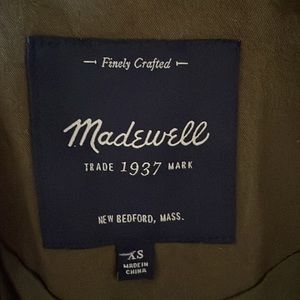 Finely Crafted
Madewell
TRADE 1937 MARK
NEW BEDFORD, MASS.
XS
MADE IN
CHINA